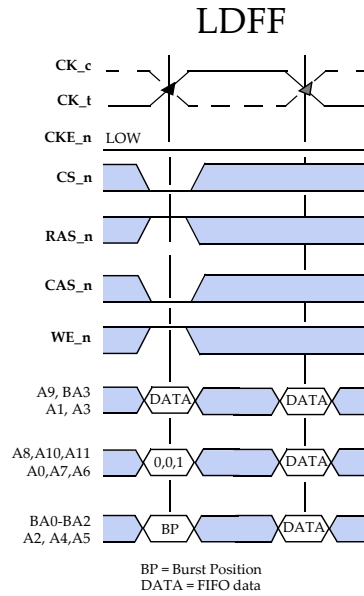 LDFF
CK_c
CK_t
CKE_n LOW
CS_n
RAS_n
CAS_n
WE_n
A9, BA3
A1, A3
DATA DATA
A8,A10,A11
A0,A7,A6
0,0,1 DATA
BA0-BA2
A2, A4,A5
BP DATA
BP = Burst Position
DATA = FIFO data